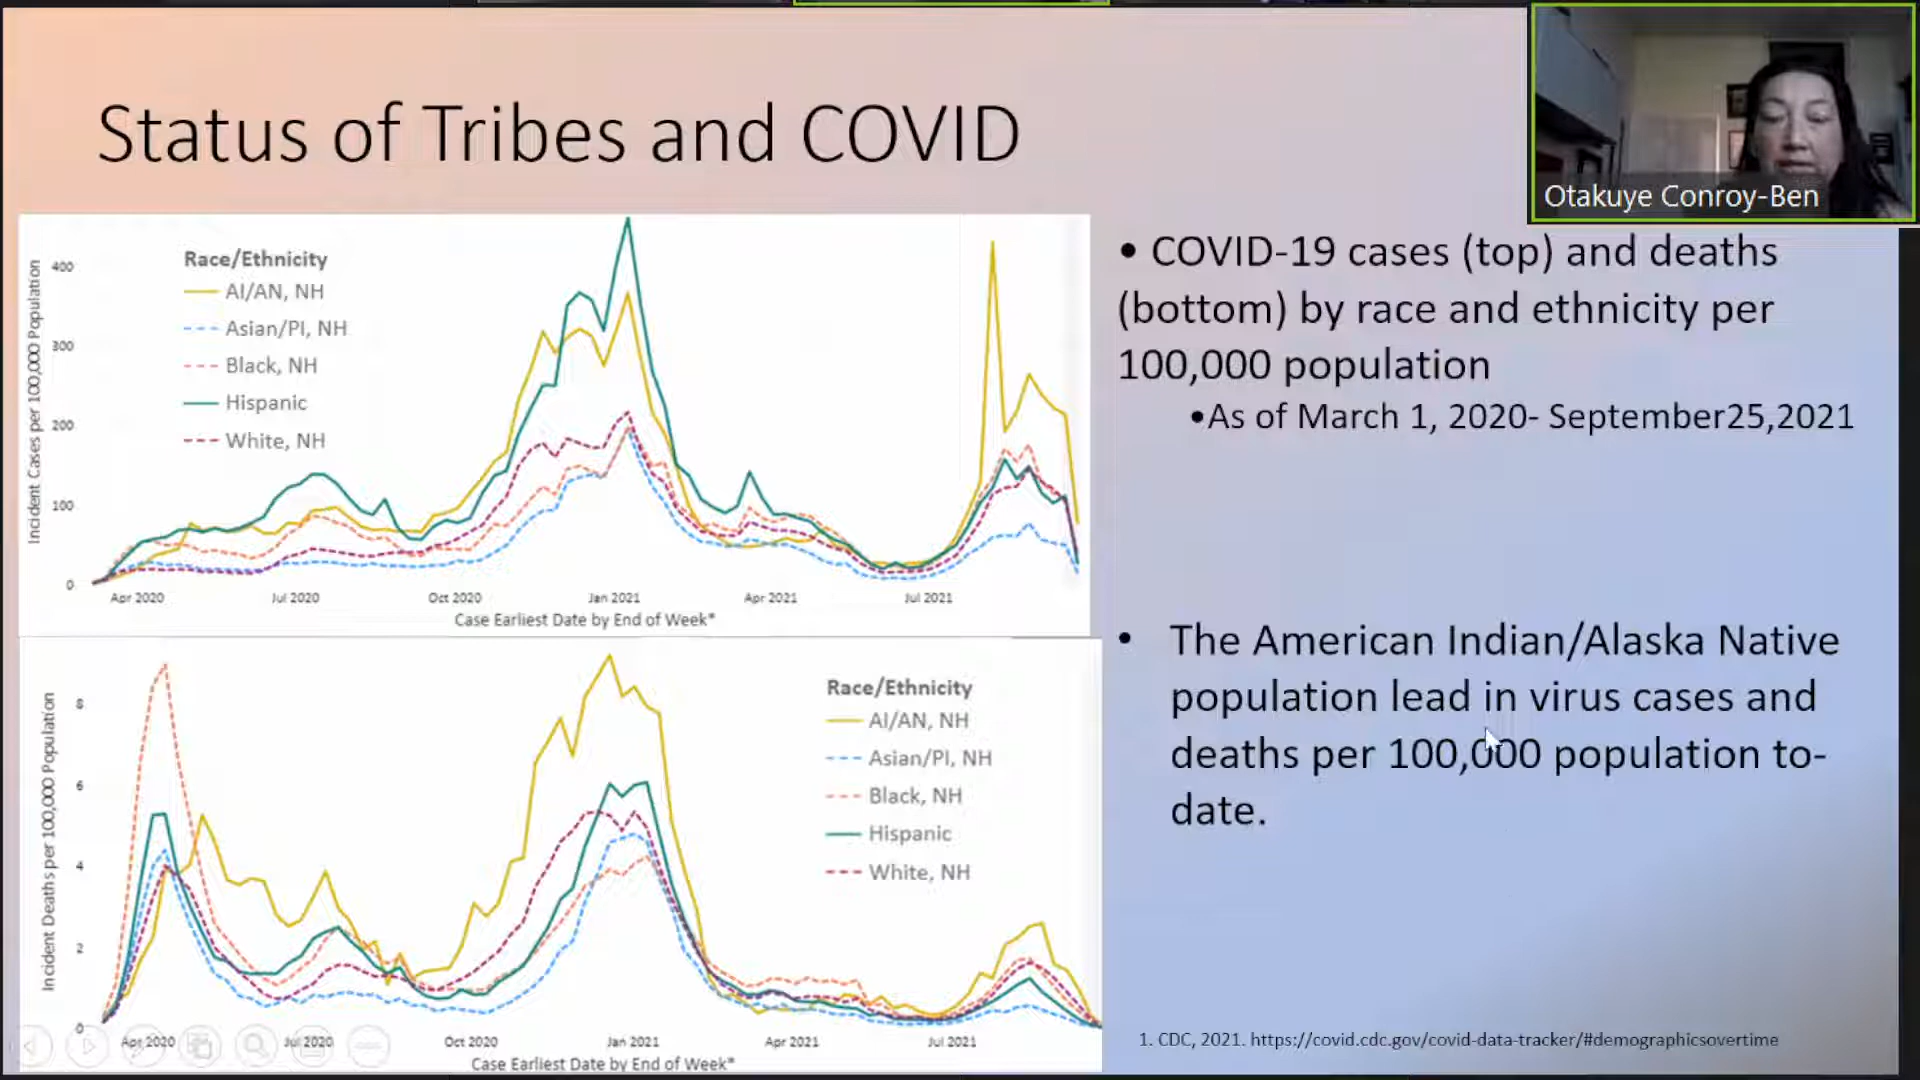 Status of Tribes and COVID
Otakuye Conroy-Ben
Incident Cases per 100,000 Population
400
300
200
100
0
Race/Ethnicity
AI/AN, NH
Asian/PI, NH
Black, NH
Hispanic
White, NH
Apr 2020 Jul 2020 Oct 2020 Jan 2021 Apr 2021 Jul 2021
Case Earliest Date by End of Week*
Incident Deaths per 100,000 Population
8
6
4
2
0
Race/Ethnicity
AI/AN, NH
Asian/PI, NH
Black, NH
Hispanic
White, NH
Apr 2020 Jul 2020 Oct 2020 Jan 2021 Apr 2021 Jul 2021
Case Earliest Date by End of Week*
• COVID-19 cases (top) and deaths
(bottom) by race and ethnicity per
100,000 population
•As of March 1, 2020- September25,2021
• The American Indian/Alaska Native
population lead in virus cases and
deaths per 100,000 population to-
date.
1. CDC, 2021. https://covid.cdc.gov/covid-data-tracker/#demographicsovertime